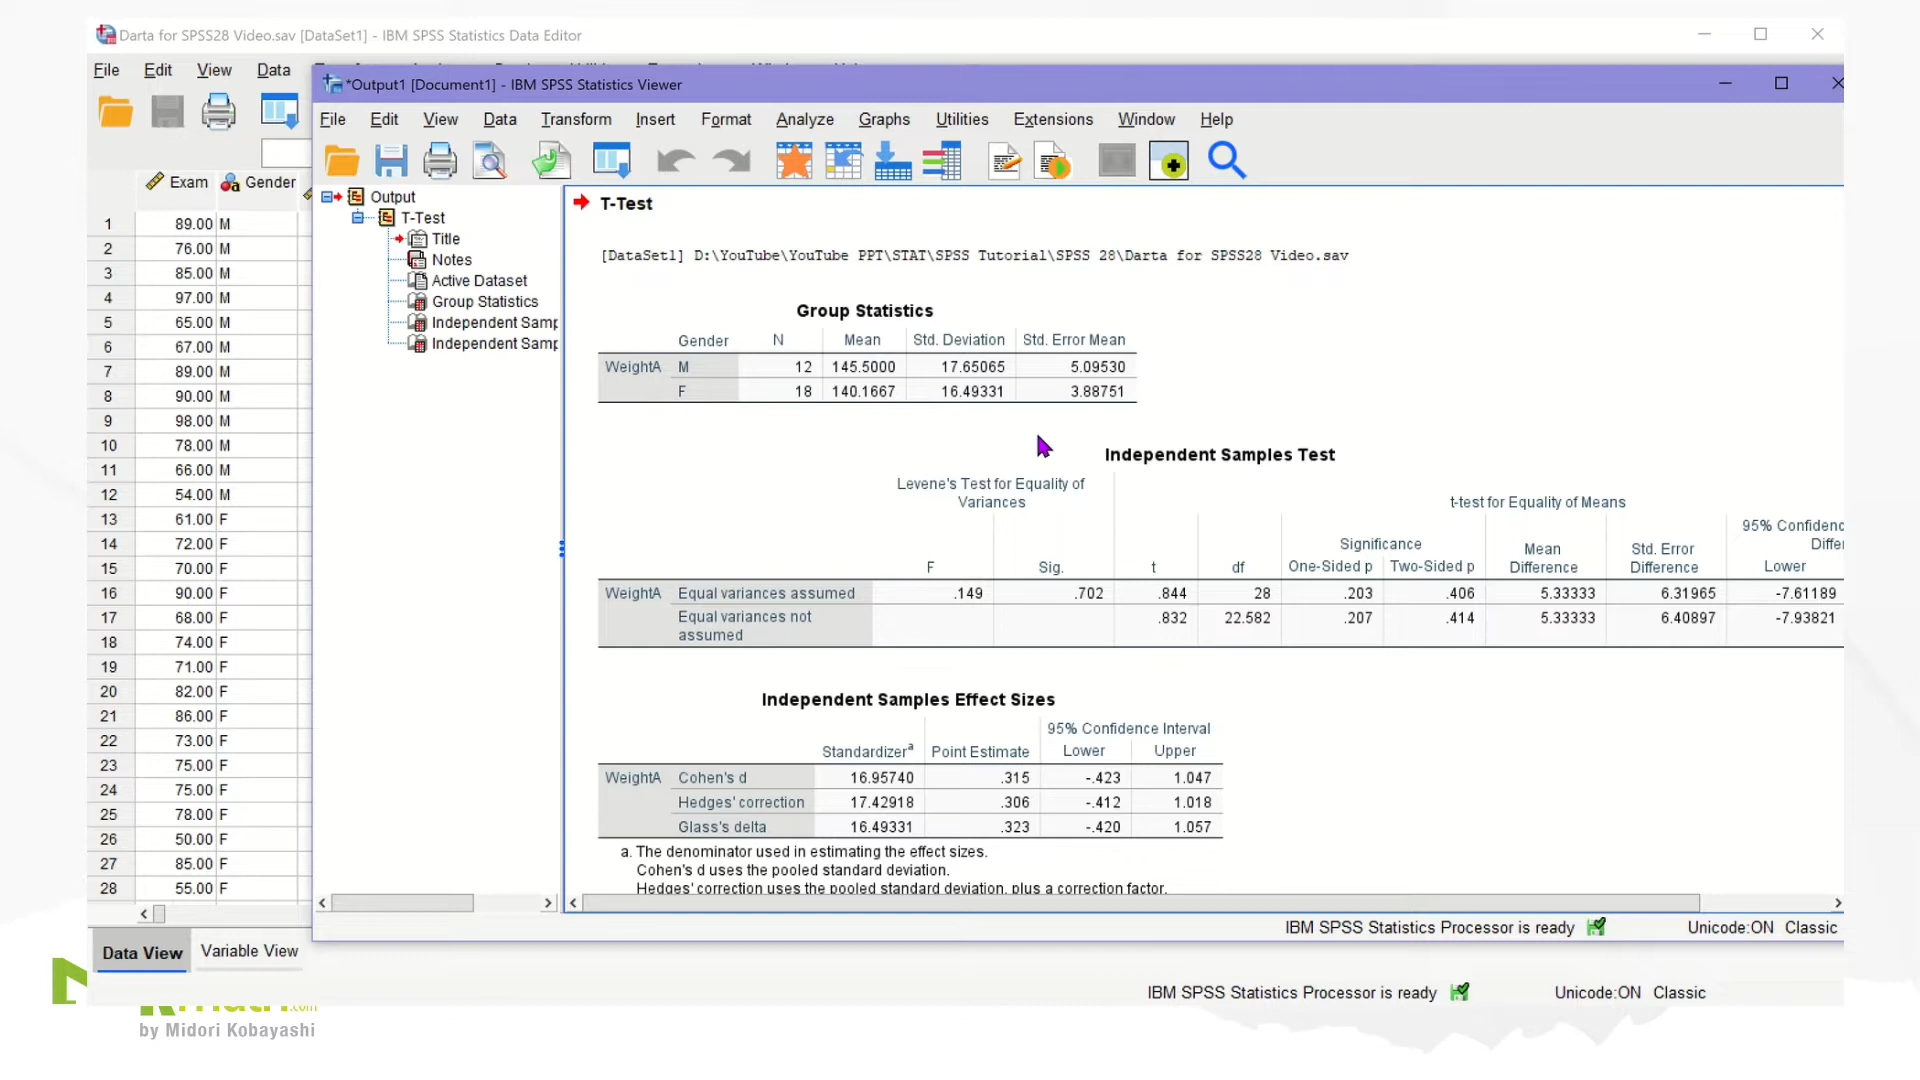 Darta for SPSS28 Video.sav [DataSet1] - IBM SPSS Statistics Data Editor
File Edit View Data
*Output1 [Document1] - IBM SPSS Statistics Viewer
File Edit View Data Transform Analyze Insert Format Analyze Graphs Utilities Extensions Window Help
Exam Gender
1 89.00 M
2 76.00 M
3 85.00 M
4 97.00 M
5 65.00 M
6 67.00 M
7 89.00 M
8 90.00 M
9 98.00 M
10 78.00 M
11 66.00 M
12 54.00 M
13 61.00 F
14 72.00 F
15 70.00 F
16 90.00 F
17 68.00 F
18 74.00 F
19 71.00 F
20 82.00 F
21 86.00 F
22 73.00 F
23 75.00 F
24 75.00 F
25 78.00 F
26 50.00 F
27 85.00 F
28 55.00 F
Data View Variable View
Output
T-Test
Title
Notes
Active Dataset
Group Statistics
Independent Samp
Independent Samp
T-Test
[DataSet1] D:\YouTube\YouTube PPT\STAT\SPSS Tutorial\SPSS 28\Darta for SPSS28 Video.sav
Group Statistics
Gender N Mean Std. Deviation Std. Error Mean
WeightA M 12 145.5000 17.65065 5.09530
F 18 140.1667 16.49331 3.88751
Independent Samples Test
Levene's Test for Equality of
Variances
t-test for Equality of Means
95% Confidenc
Significance Mean Std. Error Differ
F Sig. t df One-Sided p Two-Sided p Difference Difference Lower
WeightA Equal variances assumed .149 .702 .844 28 .203 .406 5.33333 6.31965 -7.61189
Equal variances not
assumed .832 22.582 .207 .414 5.33333 6.40897 -7.93821
Independent Samples Effect Sizes
95% Confidence Interval
Standardizerᵃ Point Estimate Lower Upper
WeightA Cohen's d 16.95740 .315 -.423 1.047
Hedges' correction 17.42918 .306 -.412 1.018
Glass's delta 16.49331 .323 -.420 1.057
a. The denominator used in estimating the effect sizes.
Cohen's d uses the pooled standard deviation.
Hedges' correction uses the pooled standard deviation, plus a correction factor.
IBM SPSS Statistics Processor is ready Unicode:ON Classic
IBM SPSS Statistics Processor is ready Unicode:ON Classic
.com
by Midori Kobayashi